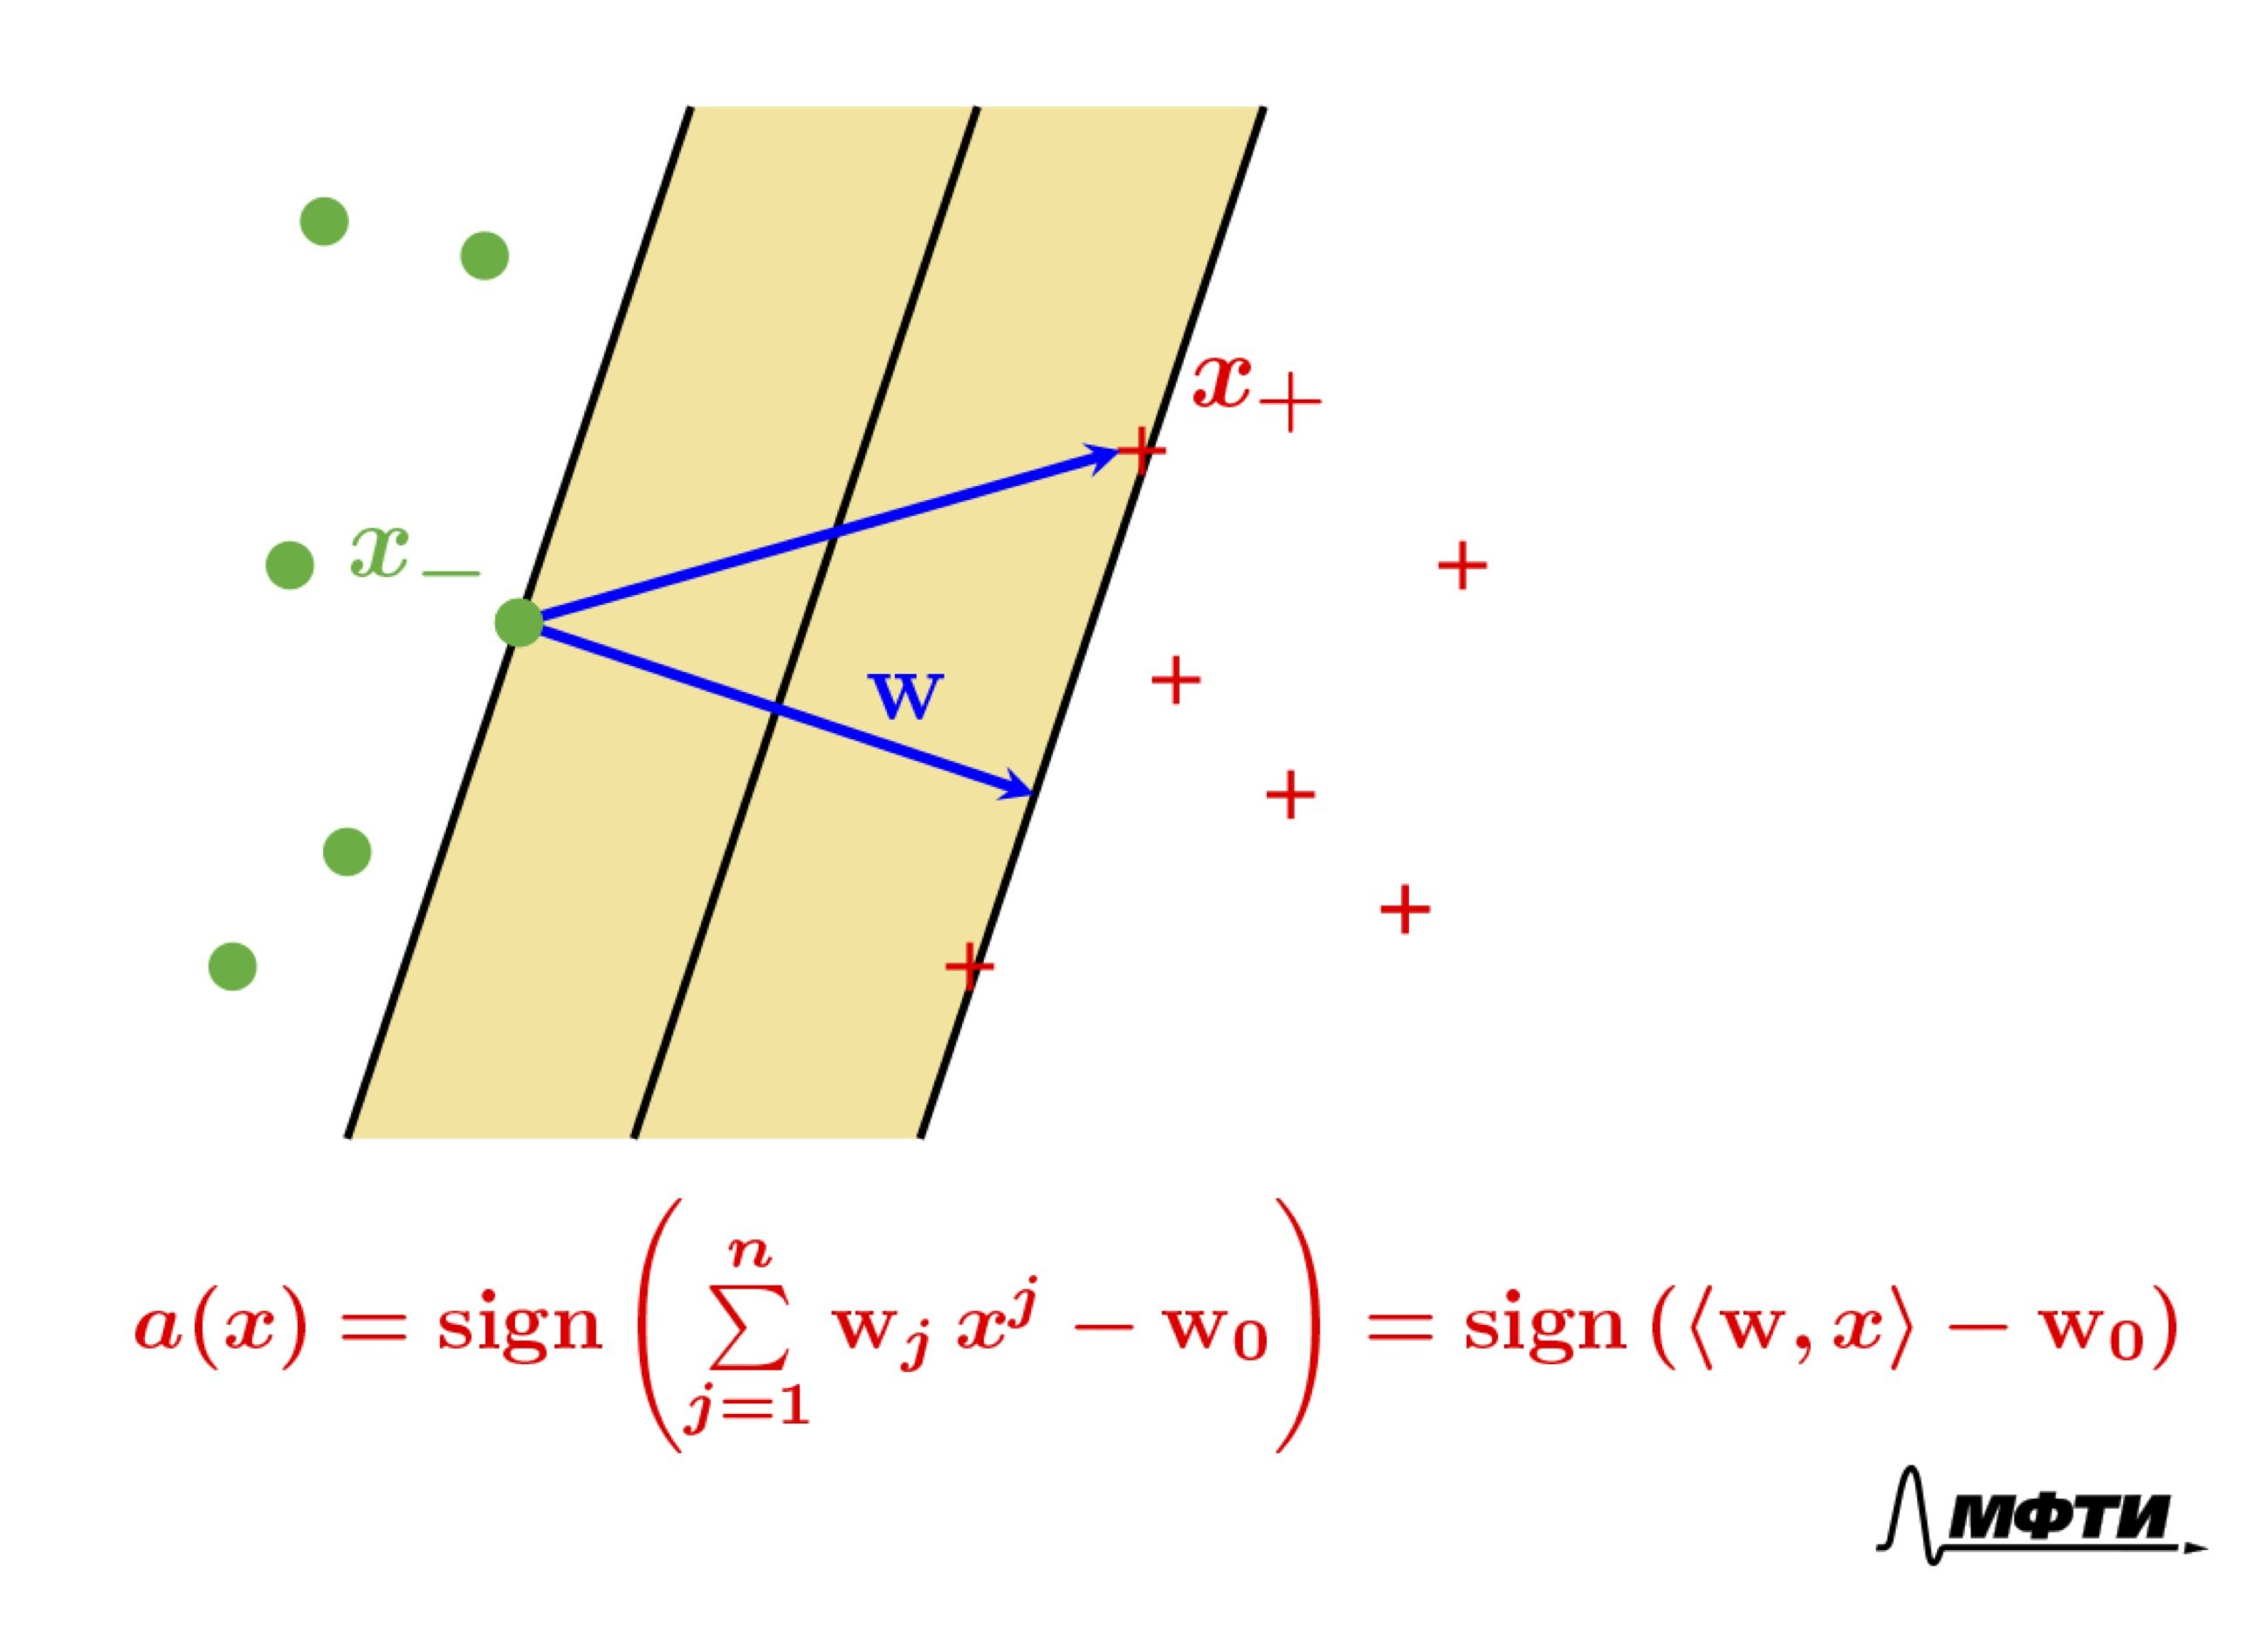 x₊
x₋
w
a(x) = sign (∑ⱼ₌₁ⁿ wⱼ xʲ − w₀) = sign (⟨w, x⟩ − w₀)
МФТИ